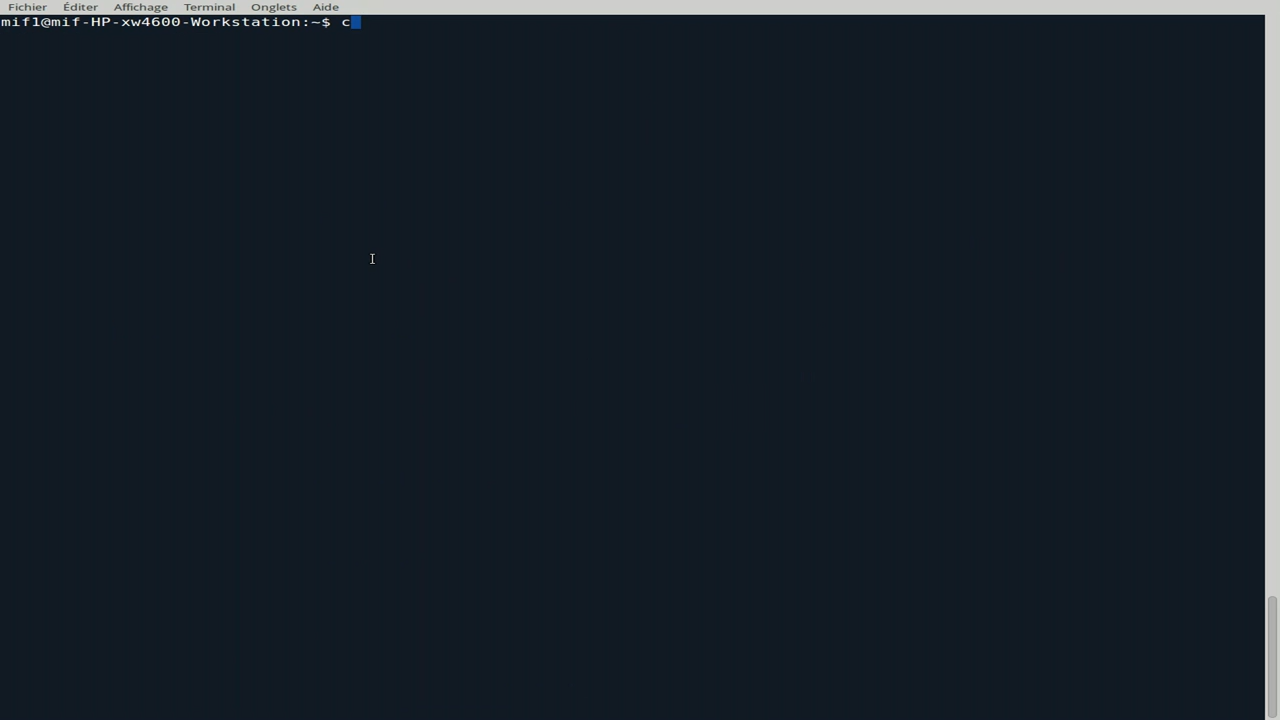 Fichier Éditer Affichage Terminal Onglets Aide
mif1@mif-HP-xw4600-Workstation:~$ c